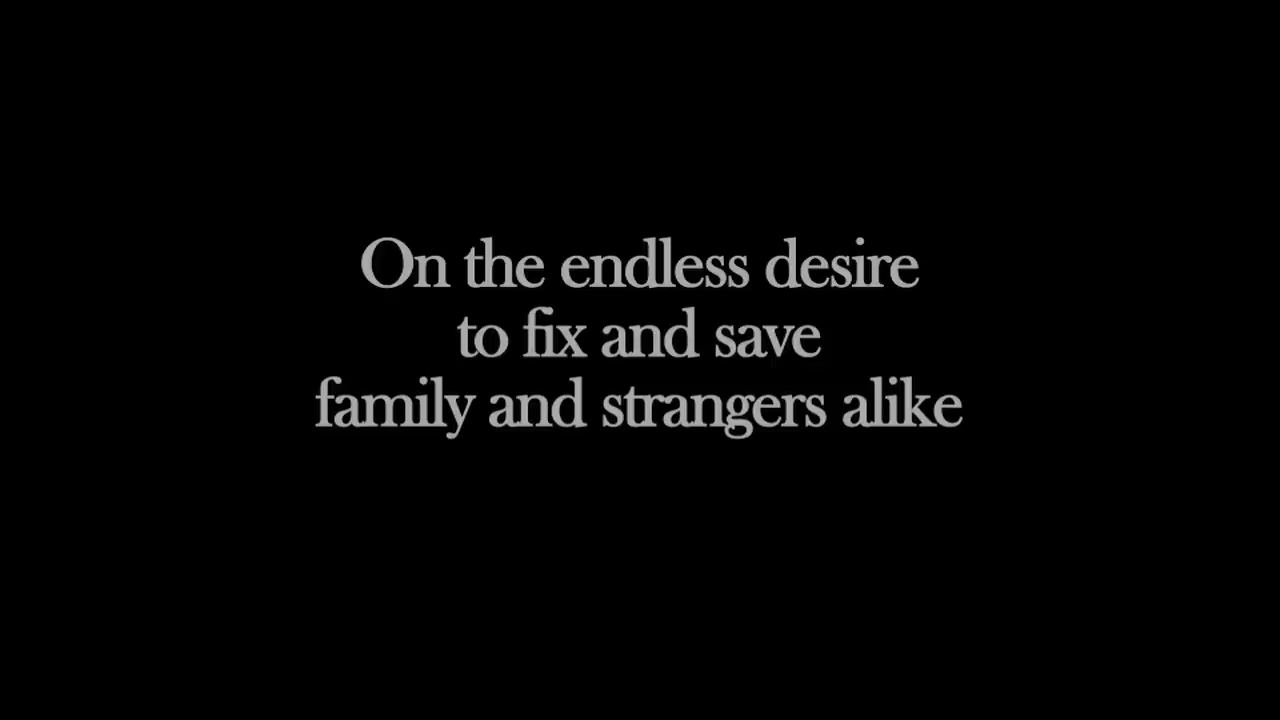 On the endless desire
to fix and save
family and strangers alike